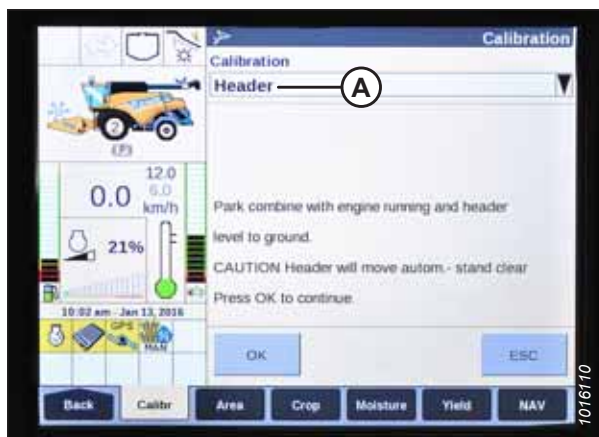 Calibration
Calibration
Header
A
2
(P)
12.0
6.0
0.0 km/h
21%
Park combine with engine running and header
level to ground.
CAUTION Header will move autom.- stand clear
Press OK to continue.
10:02 am - Jan 13, 2016
GPS
MAN
OK
ESC
Back
Calibr
Area
Crop
Moisture
Yield
NAV
1016110